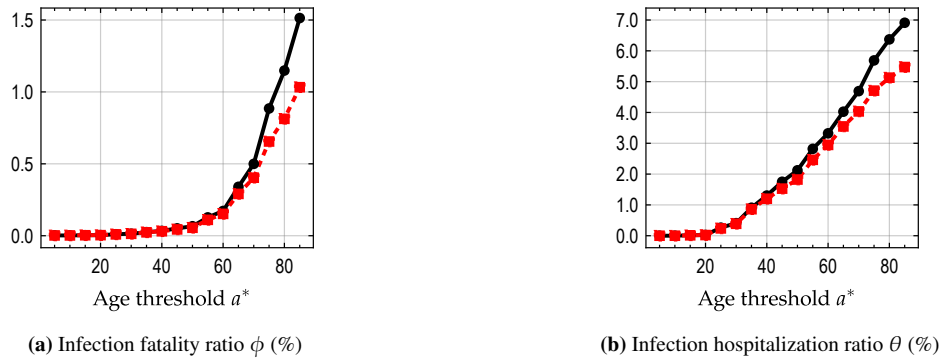 1.5
1.0
0.5
0.0
20 40 60 80
Age threshold a*
(a) Infection fatality ratio ϕ (%)
7.0
6.0
5.0
4.0
3.0
2.0
1.0
0.0
20 40 60 80
Age threshold a*
(b) Infection hospitalization ratio θ (%)